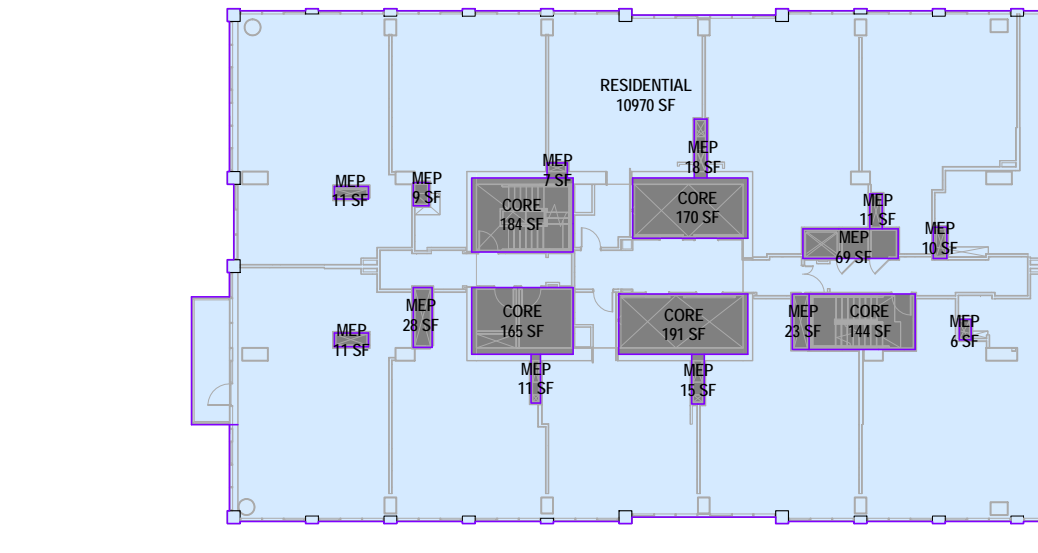 RESIDENTIAL
10970 SF
MEP
18 SF
MEP
7 SF
MEP
11 SF
MEP
9 SF
CORE
184 SF
CORE
170 SF
MEP
11 SF
MEP
69 SF
MEP
10 SF
MEP
28 SF
MEP
11 SF
CORE
165 SF
CORE
191 SF
MEP
23 SF
CORE
144 SF
MEP
6 SF
MEP
11 SF
MEP
15 SF